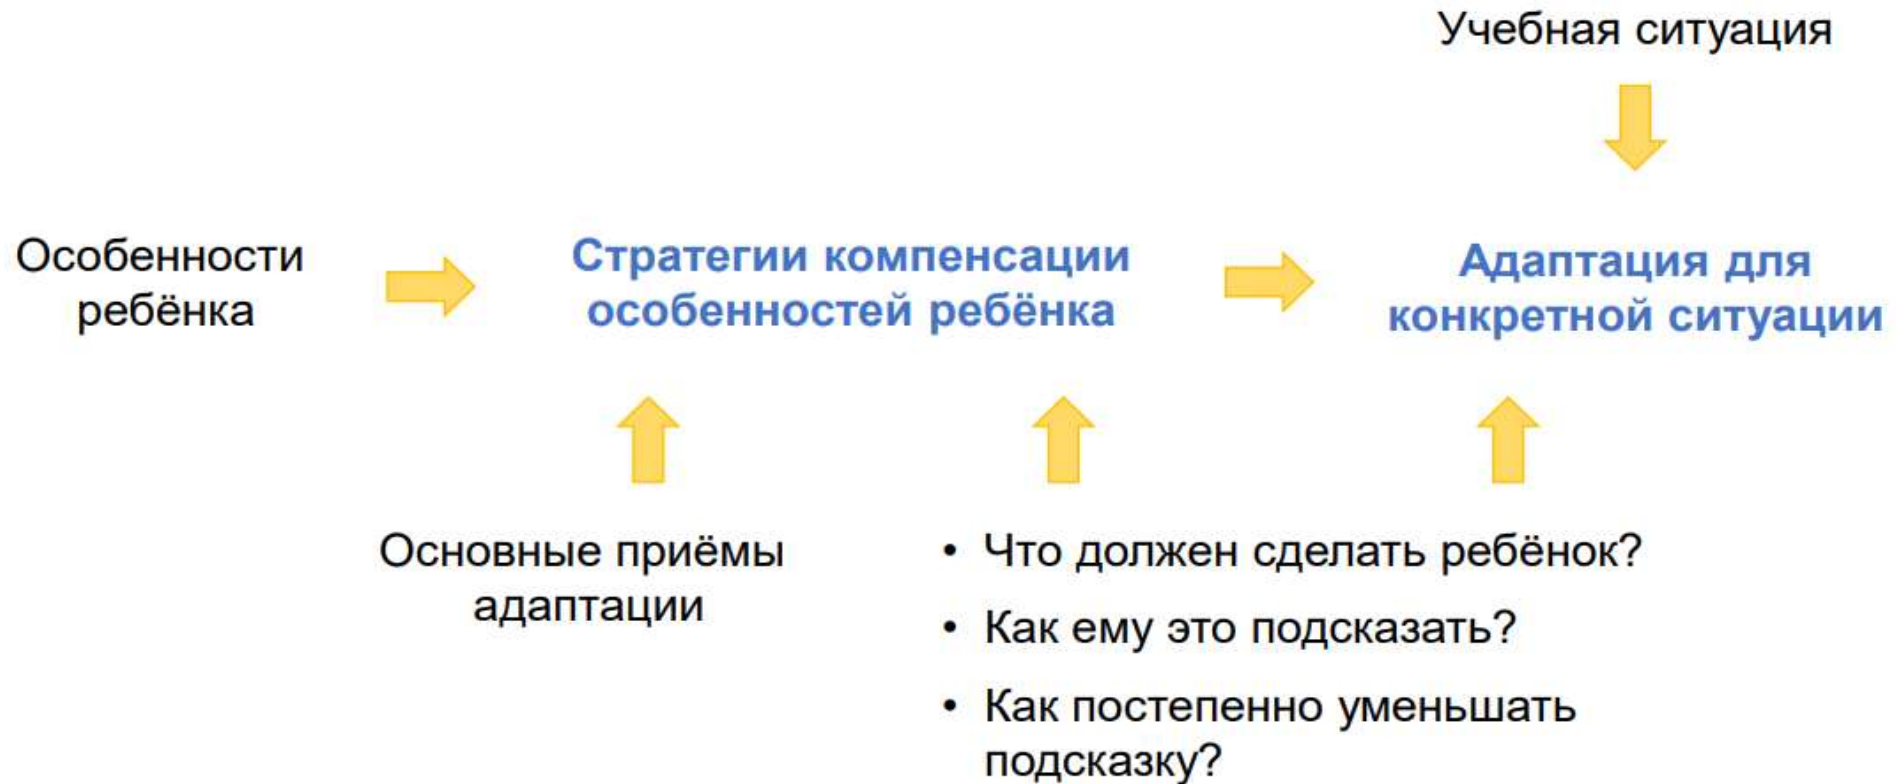 Учебная ситуация
Особенности
ребёнка
Стратегии компенсации
особенностей ребёнка
Адаптация для
конкретной ситуации
Основные приёмы
адаптации
• Что должен сделать ребёнок?
• Как ему это подсказать?
• Как постепенно уменьшать
подсказку?